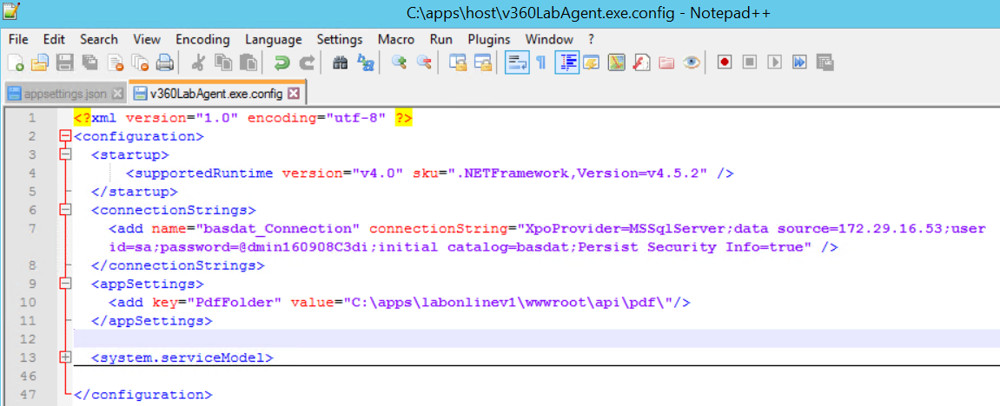 C:\apps\host\v360LabAgent.exe.config - Notepad++
File Edit Search View Encoding Language Settings Macro Run Plugins Window ?
appsettings.json v360LabAgent.exe.config
1 <?xml version="1.0" encoding="utf-8" ?>
2 <configuration>
3 <startup>
4 <supportedRuntime version="v4.0" sku=".NETFramework,Version=v4.5.2" />
5 </startup>
6 <connectionStrings>
7 <add name="basdat_Connection" connectionString="XpoProvider=MSSqlServer;data source=172.29.16.53;user
id=sa;password=@dmin160908C3di;initial catalog=basdat;Persist Security Info=true" />
8 </connectionStrings>
9 <appSettings>
10 <add key="PdfFolder" value="C:\apps\labonlinev1\wwwroot\api\pdf\"/>
11 </appSettings>
12
13 <system.serviceModel>
46
47 </configuration>